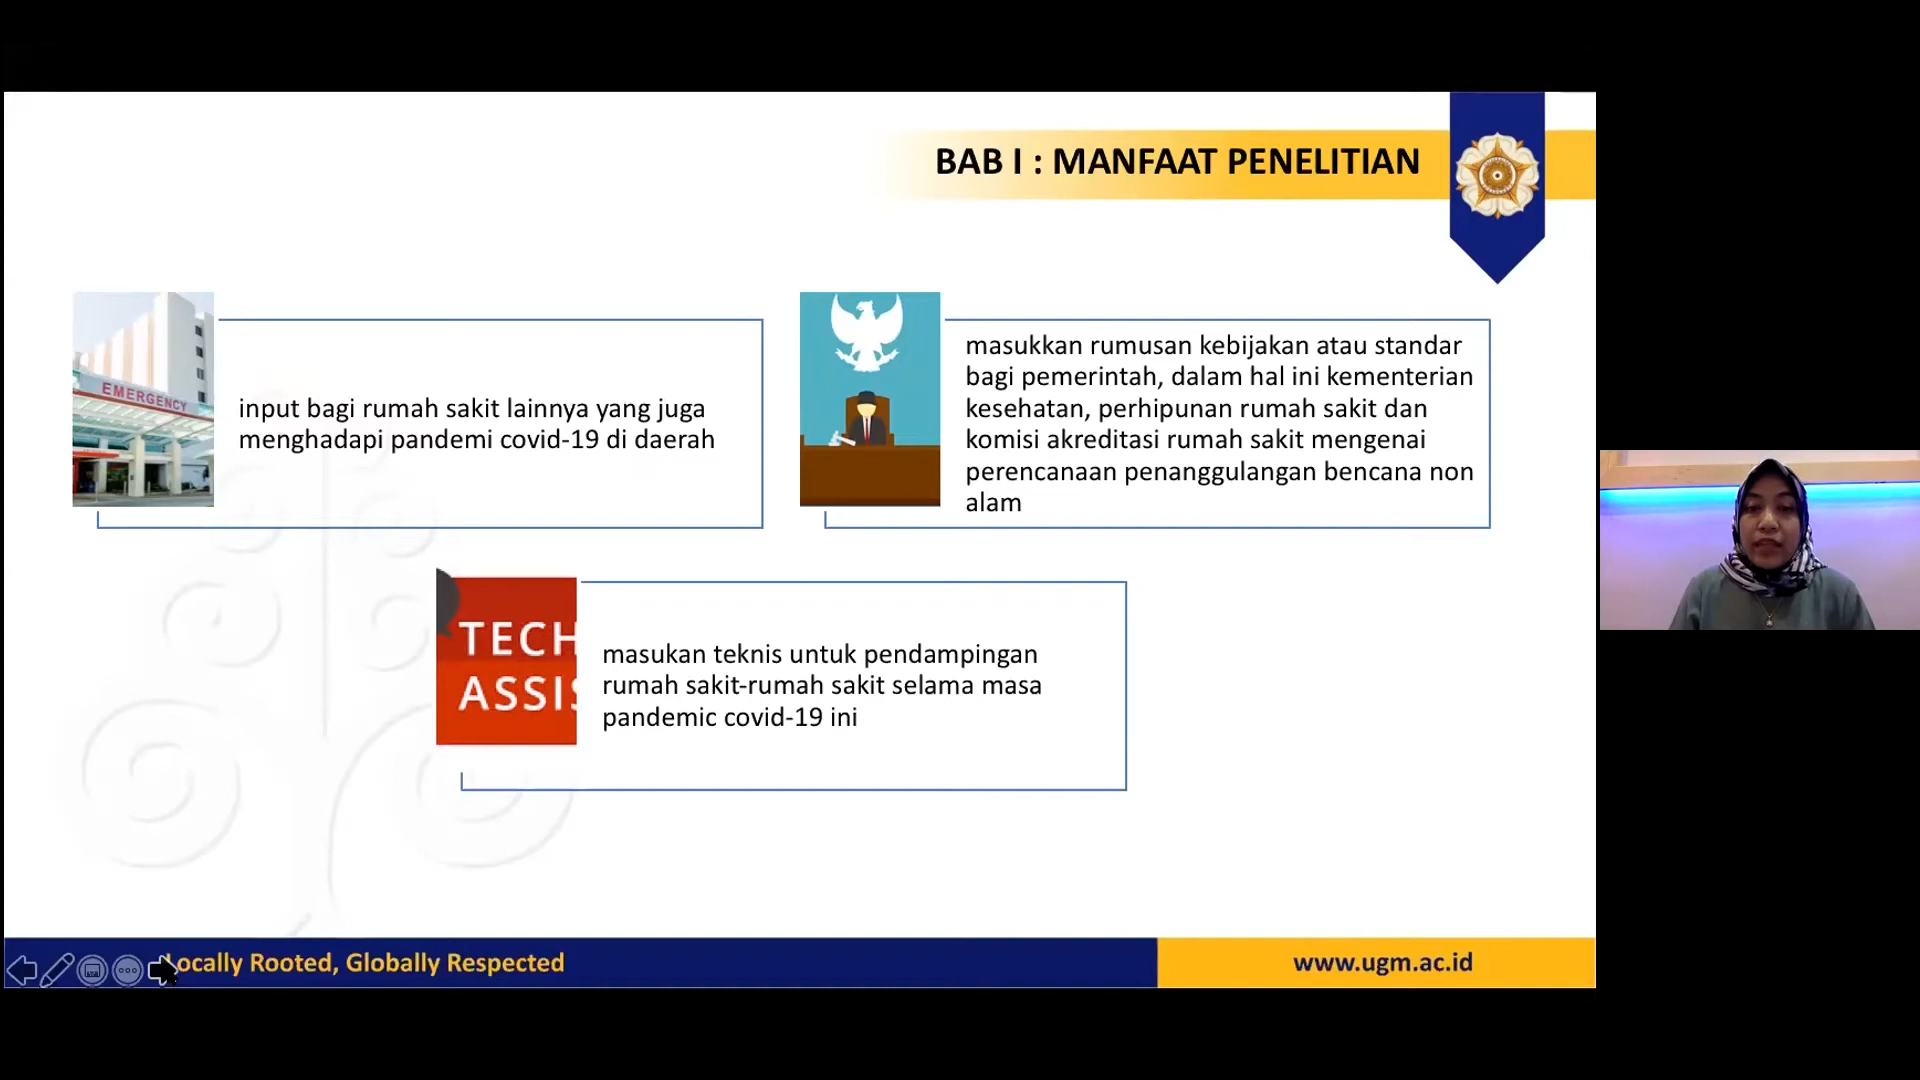 BAB I : MANFAAT PENELITIAN
EMERGENCY
input bagi rumah sakit lainnya yang juga
menghadapi pandemi covid-19 di daerah
masukkan rumusan kebijakan atau standar
bagi pemerintah, dalam hal ini kementerian
kesehatan, perhipunan rumah sakit dan
komisi akreditasi rumah sakit mengenai
perencanaan penanggulangan bencana non
alam
TECH
ASSIS
masukan teknis untuk pendampingan
rumah sakit-rumah sakit selama masa
pandemic covid-19 ini
Locally Rooted, Globally Respected
www.ugm.ac.id